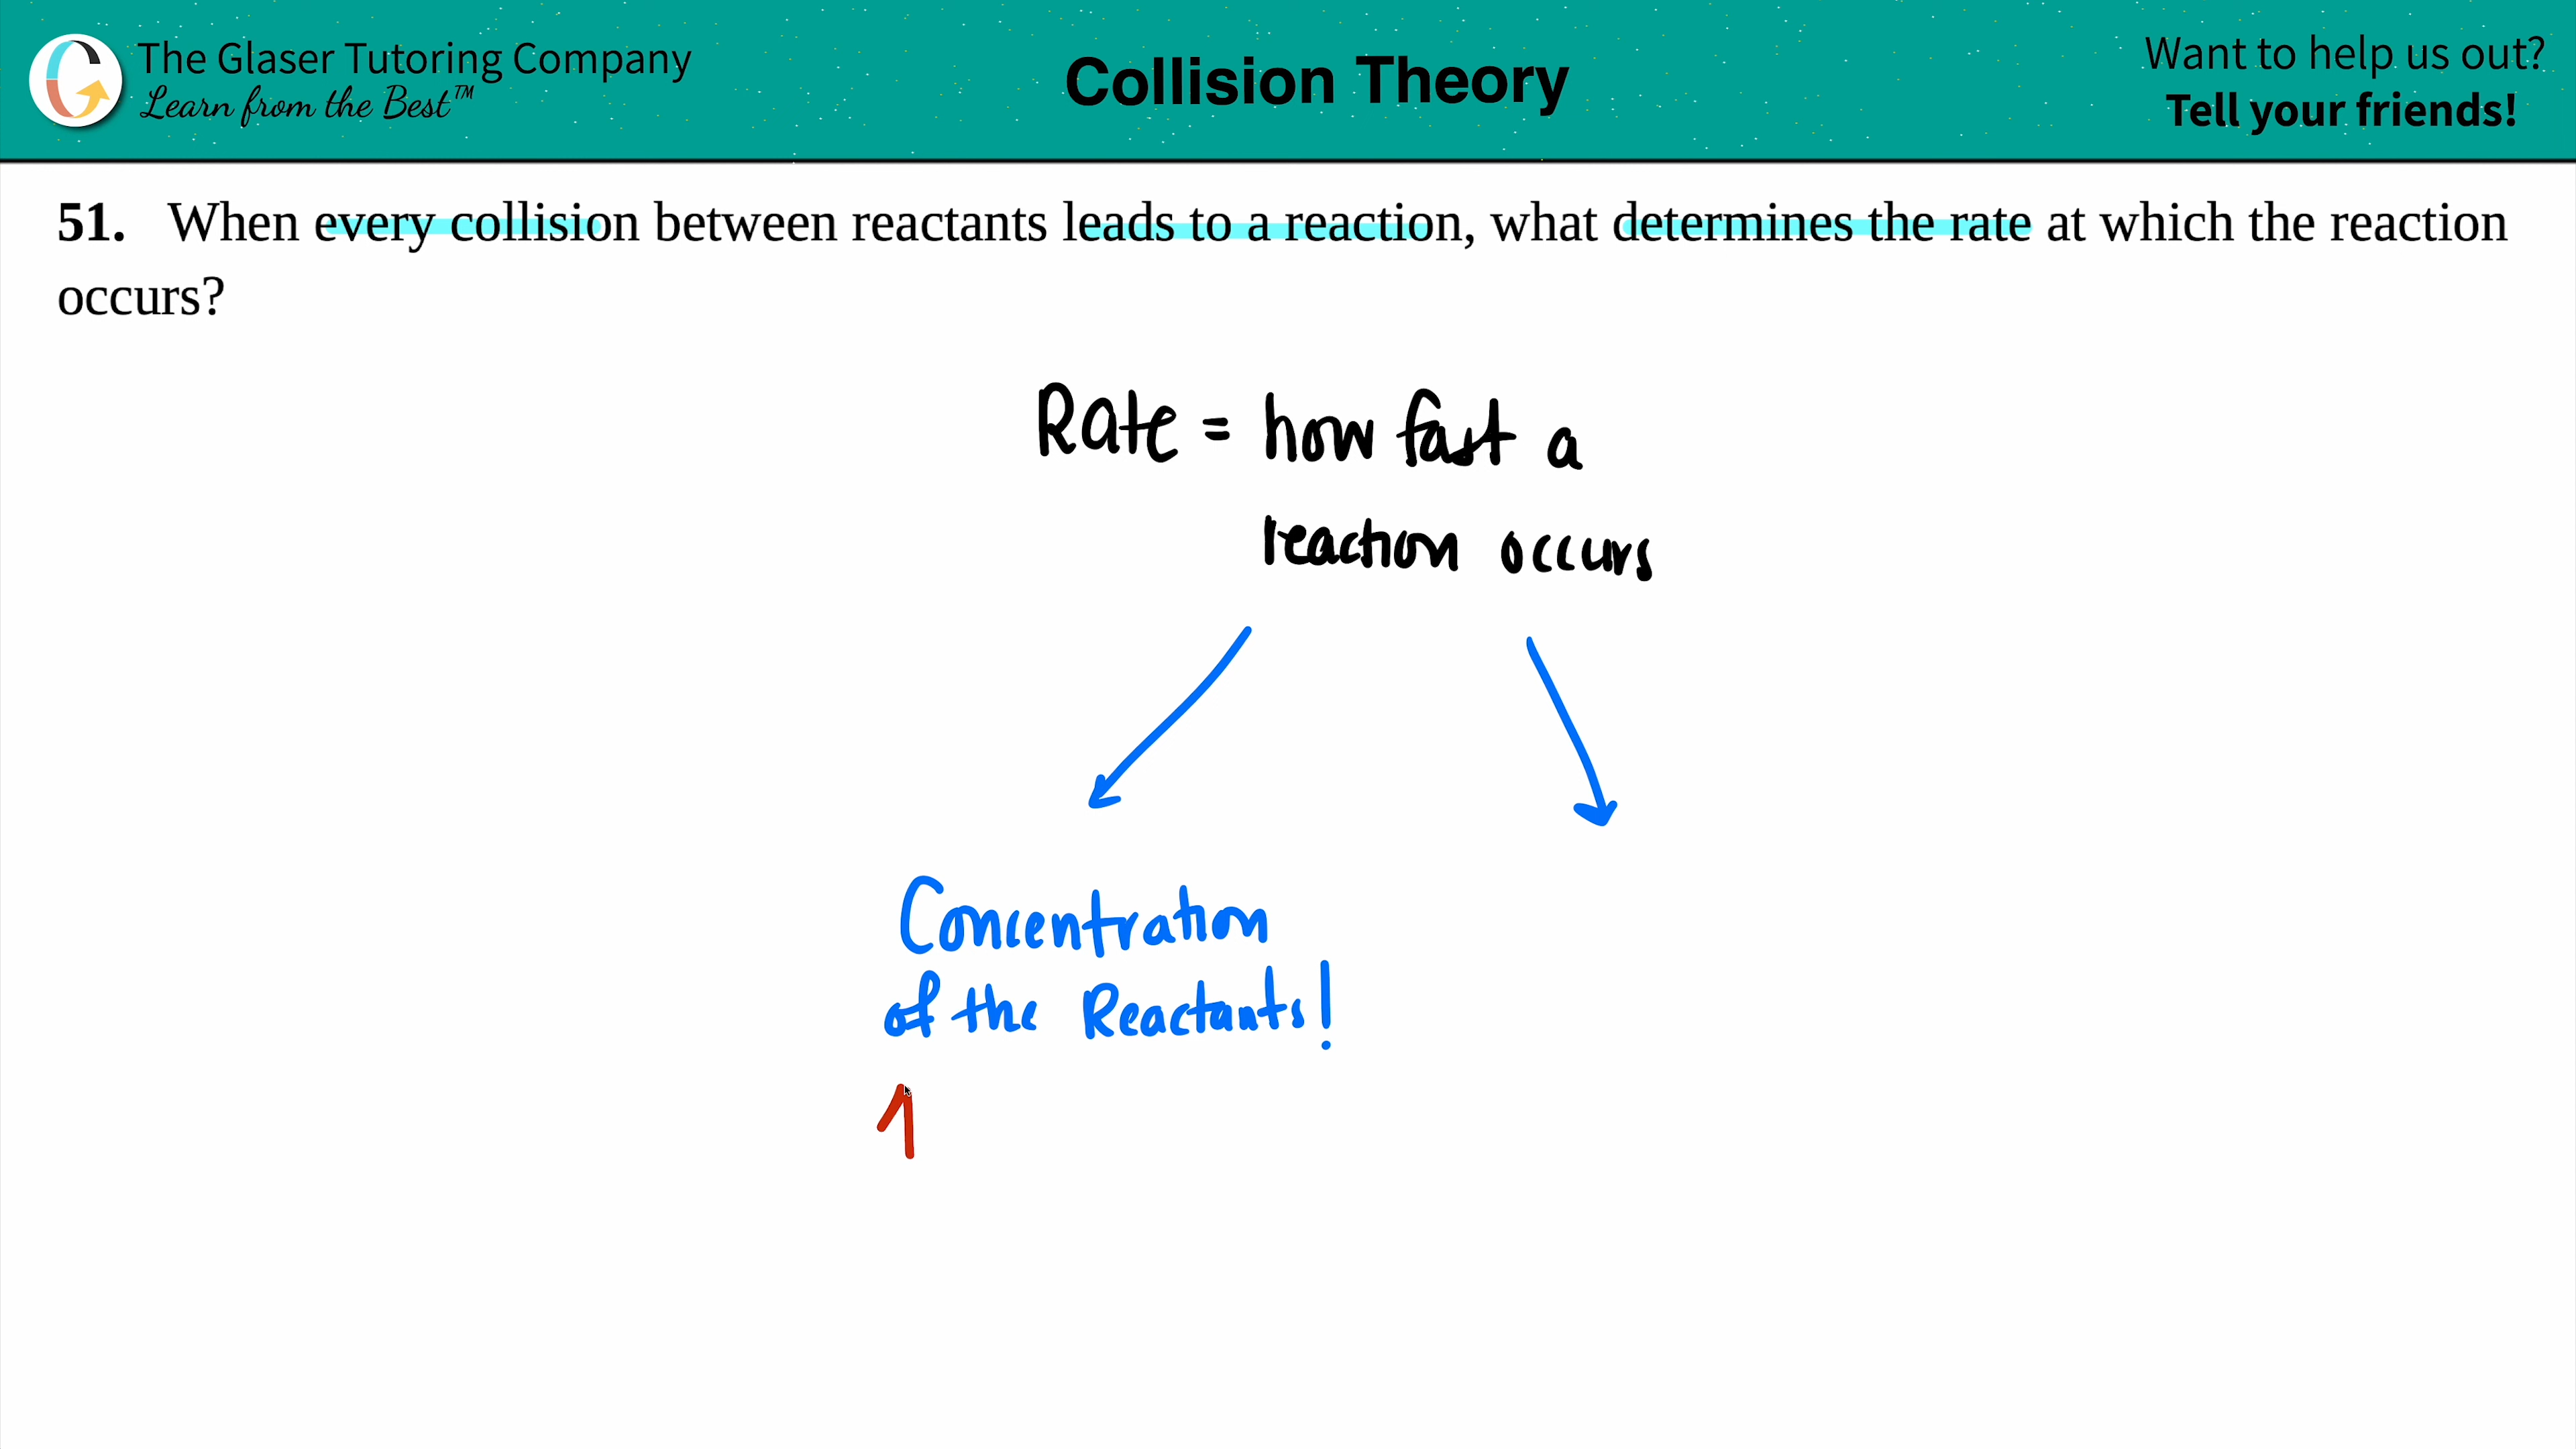 The Glaser Tutoring Company
Learn from the Best™
Collision Theory
Want to help us out?
Tell your friends!
51. When every collision between reactants leads to a reaction, what determines the rate at which the reaction
occurs?
Rate = how fast a
reaction occurs
Concentration
of the Reactants!